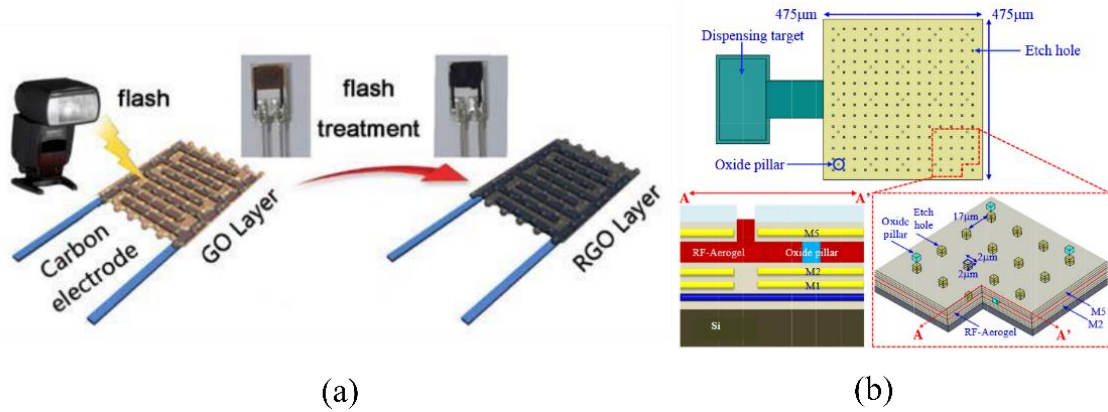 (a)
flash
flash
treatment
Carbon
electrode
GO Layer
RGO Layer
(b)
475μm
475μm
Dispensing target
Etch hole
Oxide pillar
A
A'
M5
RF-Aerogel
Oxide pillar
M2
M1
Si
Oxide
pillar
Etch
hole
17μm
2μm
2μm
M5
M2
RF-Aerogel
A
A'
(a)
(b)